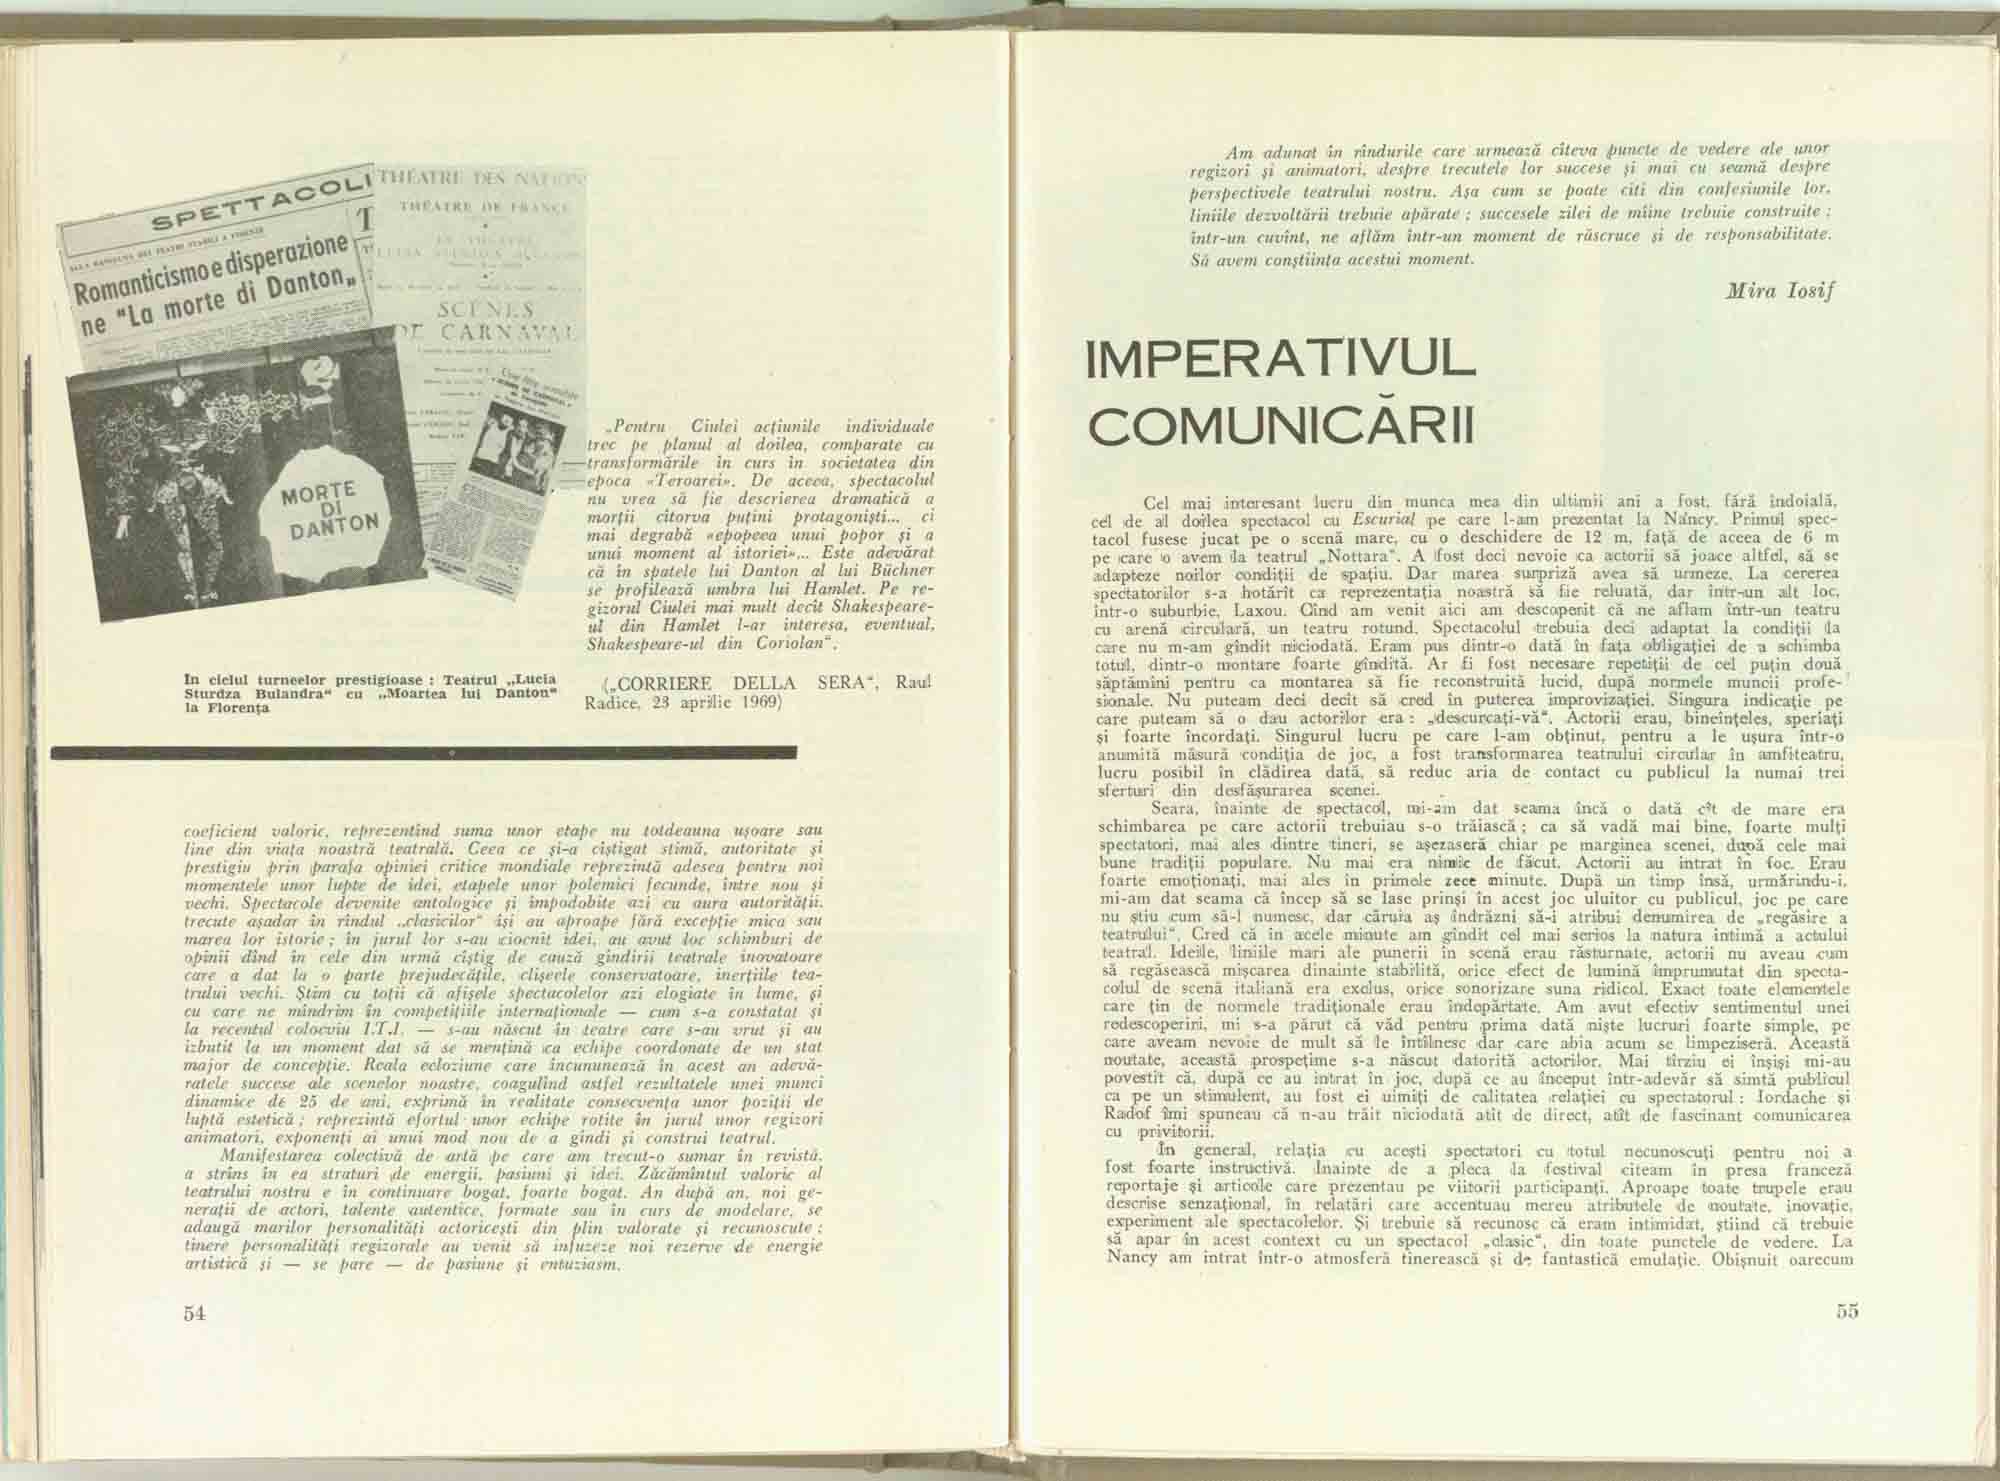 SPETTACOLI
ALLA RASSEGNA DEI TEATRI STABILI A FIRENZE
Romanticismo e disperazione
ne "La morte di Danton„
THÉATRE DES NATIONS
THÉATRE DE FRANCE
SCÈNES
DE CARNAVAL
MORTE
DI
DANTON
„Pentru Ciulei acțiunile individuale
trec pe planul al doilea, comparate cu
transformările în curs în societatea din
epoca «Teroarei». De aceea, spectacolul
nu vrea să fie descrierea dramatică a
morții cîtorva puțini protagoniști... ci
mai degrabă «epopeea unui popor și a
unui moment al istoriei»... Este adevărat
că în spatele lui Danton al lui Büchner
se profilează umbra lui Hamlet. Pe re-
gizorul Ciulei mai mult decît Shakespeare-
ul din Hamlet l-ar interesa, eventual,
Shakespeare-ul din Coriolan“.
(„CORRIERE DELLA SERA“, Raul
Radice, 23 aprilie 1969)
In ciclul turneelor prestigioase : Teatrul „Lucia
Sturdza Bulandra“ cu „Moartea lui Danton“
la Florența
coeficient valoric, reprezentînd suma unor etape nu totdeauna ușoare sau
line din viața noastră teatrală. Ceea ce și-a cîștigat stimă, autoritate și
prestigiu prin parafa opiniei critice mondiale reprezintă adesea pentru noi
momentele unor lupte de idei, etapele unor polemici fecunde, între nou și
vechi. Spectacole devenite antologice și împodobite azi cu aura autorității,
trecute așadar în rîndul „clasicilor“ își au aproape fără excepție mica sau
marea lor istorie ; în jurul lor s-au ciocnit idei, au avut loc schimburi de
opinii dînd în cele din urmă cîștig de cauză gîndirii teatrale inovatoare
care a dat la o parte prejudecățile, clișeele conservatoare, inerțiile tea-
trului vechi. Știm cu toții că afișele spectacolelor azi elogiate în lume, și
cu care ne mîndrim în competițiile internaționale — cum s-a constatat și
la recentul colocviu I.T.I. — s-au născut în teatre care s-au vrut și au
izbutit la un moment dat să se mențină ca echipe coordonate de un stat
major de concepție. Reala ecloziune care încununează în acest an adevă-
ratele succese ale scenelor noastre, coagulînd astfel rezultatele unei munci
dinamice de 25 de ani, exprimă în realitate consecvența unor poziții de
luptă estetică ; reprezintă efortul unor echipe rotite în jurul unor regizori
animatori, exponenți ai unui mod nou de a gîndi și construi teatrul.
Manifestarea colectivă de artă pe care am trecut-o sumar în revistă,
a strîns în ea straturi de energii, pasiuni și idei. Zăcămîntul valoric al
teatrului nostru e în continuare bogat, foarte bogat. An după an, noi ge-
nerații de actori, talente autentice, formate sau în curs de modelare, se
adaugă marilor personalități actoricești din plin valorate și recunoscute ;
tinere personalități regizorale au venit să infuzeze noi rezerve de energie
artistică și — se pare — de pasiune și entuziasm.
54
Am adunat în rîndurile care urmează cîteva puncte de vedere ale unor
regizori și animatori, despre trecutele lor succese și mai cu seamă despre
perspectivele teatrului nostru. Așa cum se poate citi din confesiunile lor,
liniile dezvoltării trebuie apărate ; succesele zilei de mîine trebuie construite ;
într-un cuvînt, ne aflăm într-un moment de răscruce și de responsabilitate.
Să avem conștiința acestui moment.
Mira Iosif
IMPERATIVUL
COMUNICĂRII
Cel mai interesant lucru din munca mea din ultimii ani a fost, fără îndoială,
cel de al doilea spectacol cu Escurial pe care l-am prezentat la Nancy. Primul spec-
tacol fusese jucat pe o scenă mare, cu o deschidere de 12 m, față de aceea de 6 m
pe care o avem la teatrul „Nottara“. A fost deci nevoie ca actorii să joace altfel, să se
adapteze noilor condiții de spațiu. Dar marea surpriză avea să urmeze. La cererea
spectatorilor s-a hotărît ca reprezentația noastră să fie reluată, dar într-un alt loc,
într-o suburbie, Laxou. Cînd am venit aici am descoperit că ne aflam într-un teatru
cu arenă circulară, un teatru rotund. Spectacolul trebuia deci adaptat la condiții la
care nu m-am gîndit niciodată. Eram pus dintr-o dată în fața obligației de a schimba
totul, dintr-o montare foarte gîndită. Ar fi fost necesare repetiții de cel puțin două
săptămîni pentru ca montarea să fie reconstruită lucid, după normele muncii profe-
sionale. Nu puteam deci decît să cred în puterea improvizației. Singura indicație pe
care puteam să o dau actorilor era : „descurcați-vă“. Actorii erau, bineînțeles, speriați
și foarte încordați. Singurul lucru pe care l-am obținut, pentru a le ușura într-o
anumită măsură condiția de joc, a fost transformarea teatrului circular în amfiteatru,
lucru posibil în clădirea dată, să reduc aria de contact cu publicul la numai trei
sferturi din desfășurarea scenei.
Seara, înainte de spectacol, mi-am dat seama încă o dată cît de mare era
schimbarea pe care actorii trebuiau s-o trăiască ; ca să vadă mai bine, foarte mulți
spectatori, mai ales dintre tineri, se așezaseră chiar pe marginea scenei, după cele mai
bune tradiții populare. Nu mai era nimic de făcut. Actorii au intrat în foc. Erau
foarte emoționați, mai ales în primele zece minute. După un timp însă, urmărindu-i,
mi-am dat seama că încep să se lase prinși în acest joc uluitor cu publicul, joc pe care
nu știu cum să-l numesc, dar căruia aș îndrăzni să-i atribui denumirea de „regăsire a
teatrului“. Cred că în acele minute am gîndit cel mai serios la natura intimă a actului
teatral. Ideile, liniile mari ale punerii în scenă erau răsturnate, actorii nu aveau cum
să regăsească mișcarea dinainte stabilită, orice efect de lumină împrumutat din specta-
colul de scenă italiană era exclus, orice sonorizare suna ridicol. Exact toate elementele
care țin de normele tradiționale erau îndepărtate. Am avut efectiv sentimentul unei
redescoperiri, mi s-a părut că văd pentru prima dată niște lucruri foarte simple, pe
care aveam nevoie de mult să le întîlnesc dar care abia acum se limpeziseră. Această
noutate, această prospețime s-a născut datorită actorilor. Mai tîrziu ei înșiși mi-au
povestit că, după ce au intrat în joc, după ce au început într-adevăr să simtă publicul
ca pe un stimulent, au fost ei uimiți de calitatea relației cu spectatorul : Iordache și
Radof îmi spuneau că n-au trăit niciodată atît de direct, atît de fascinant comunicarea
cu privitorii.
În general, relația cu acești spectatori cu totul necunoscuți pentru noi a
fost foarte instructivă. Inainte de a pleca la festival citeam în presa franceză
reportaje și articole care prezentau pe viitorii participanți. Aproape toate trupele erau
descrise senzațional, în relatări care accentuau mereu atributele de noutate, inovație,
experiment ale spectacolelor. Și trebuie să recunosc că eram intimidat, știind că trebuie
să apar în acest context cu un spectacol „clasic“, din toate punctele de vedere. La
Nancy am intrat într-o atmosferă tinerească și de fantastică emulație. Obișnuit oarecum
55